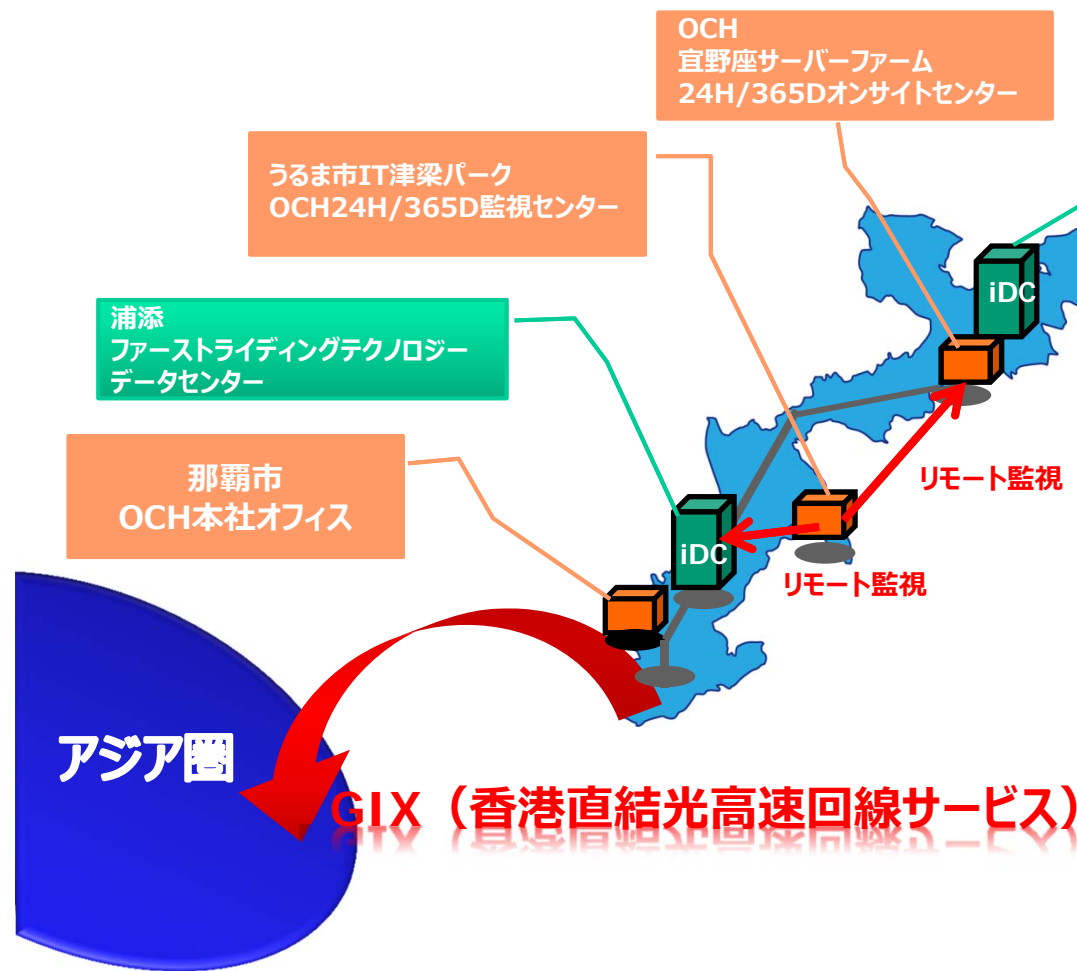 OCH
宜野座サーバーファーム
24H/365Dオンサイトセンター
うるま市IT津梁パーク
OCH24H/365D監視センター
iDC
浦添
ファーストライディングテクノロジー
データセンター
那覇市
OCH本社オフィス
リモート監視
iDC
リモート監視
アジア圏
GIX（香港直結光高速回線サービス）